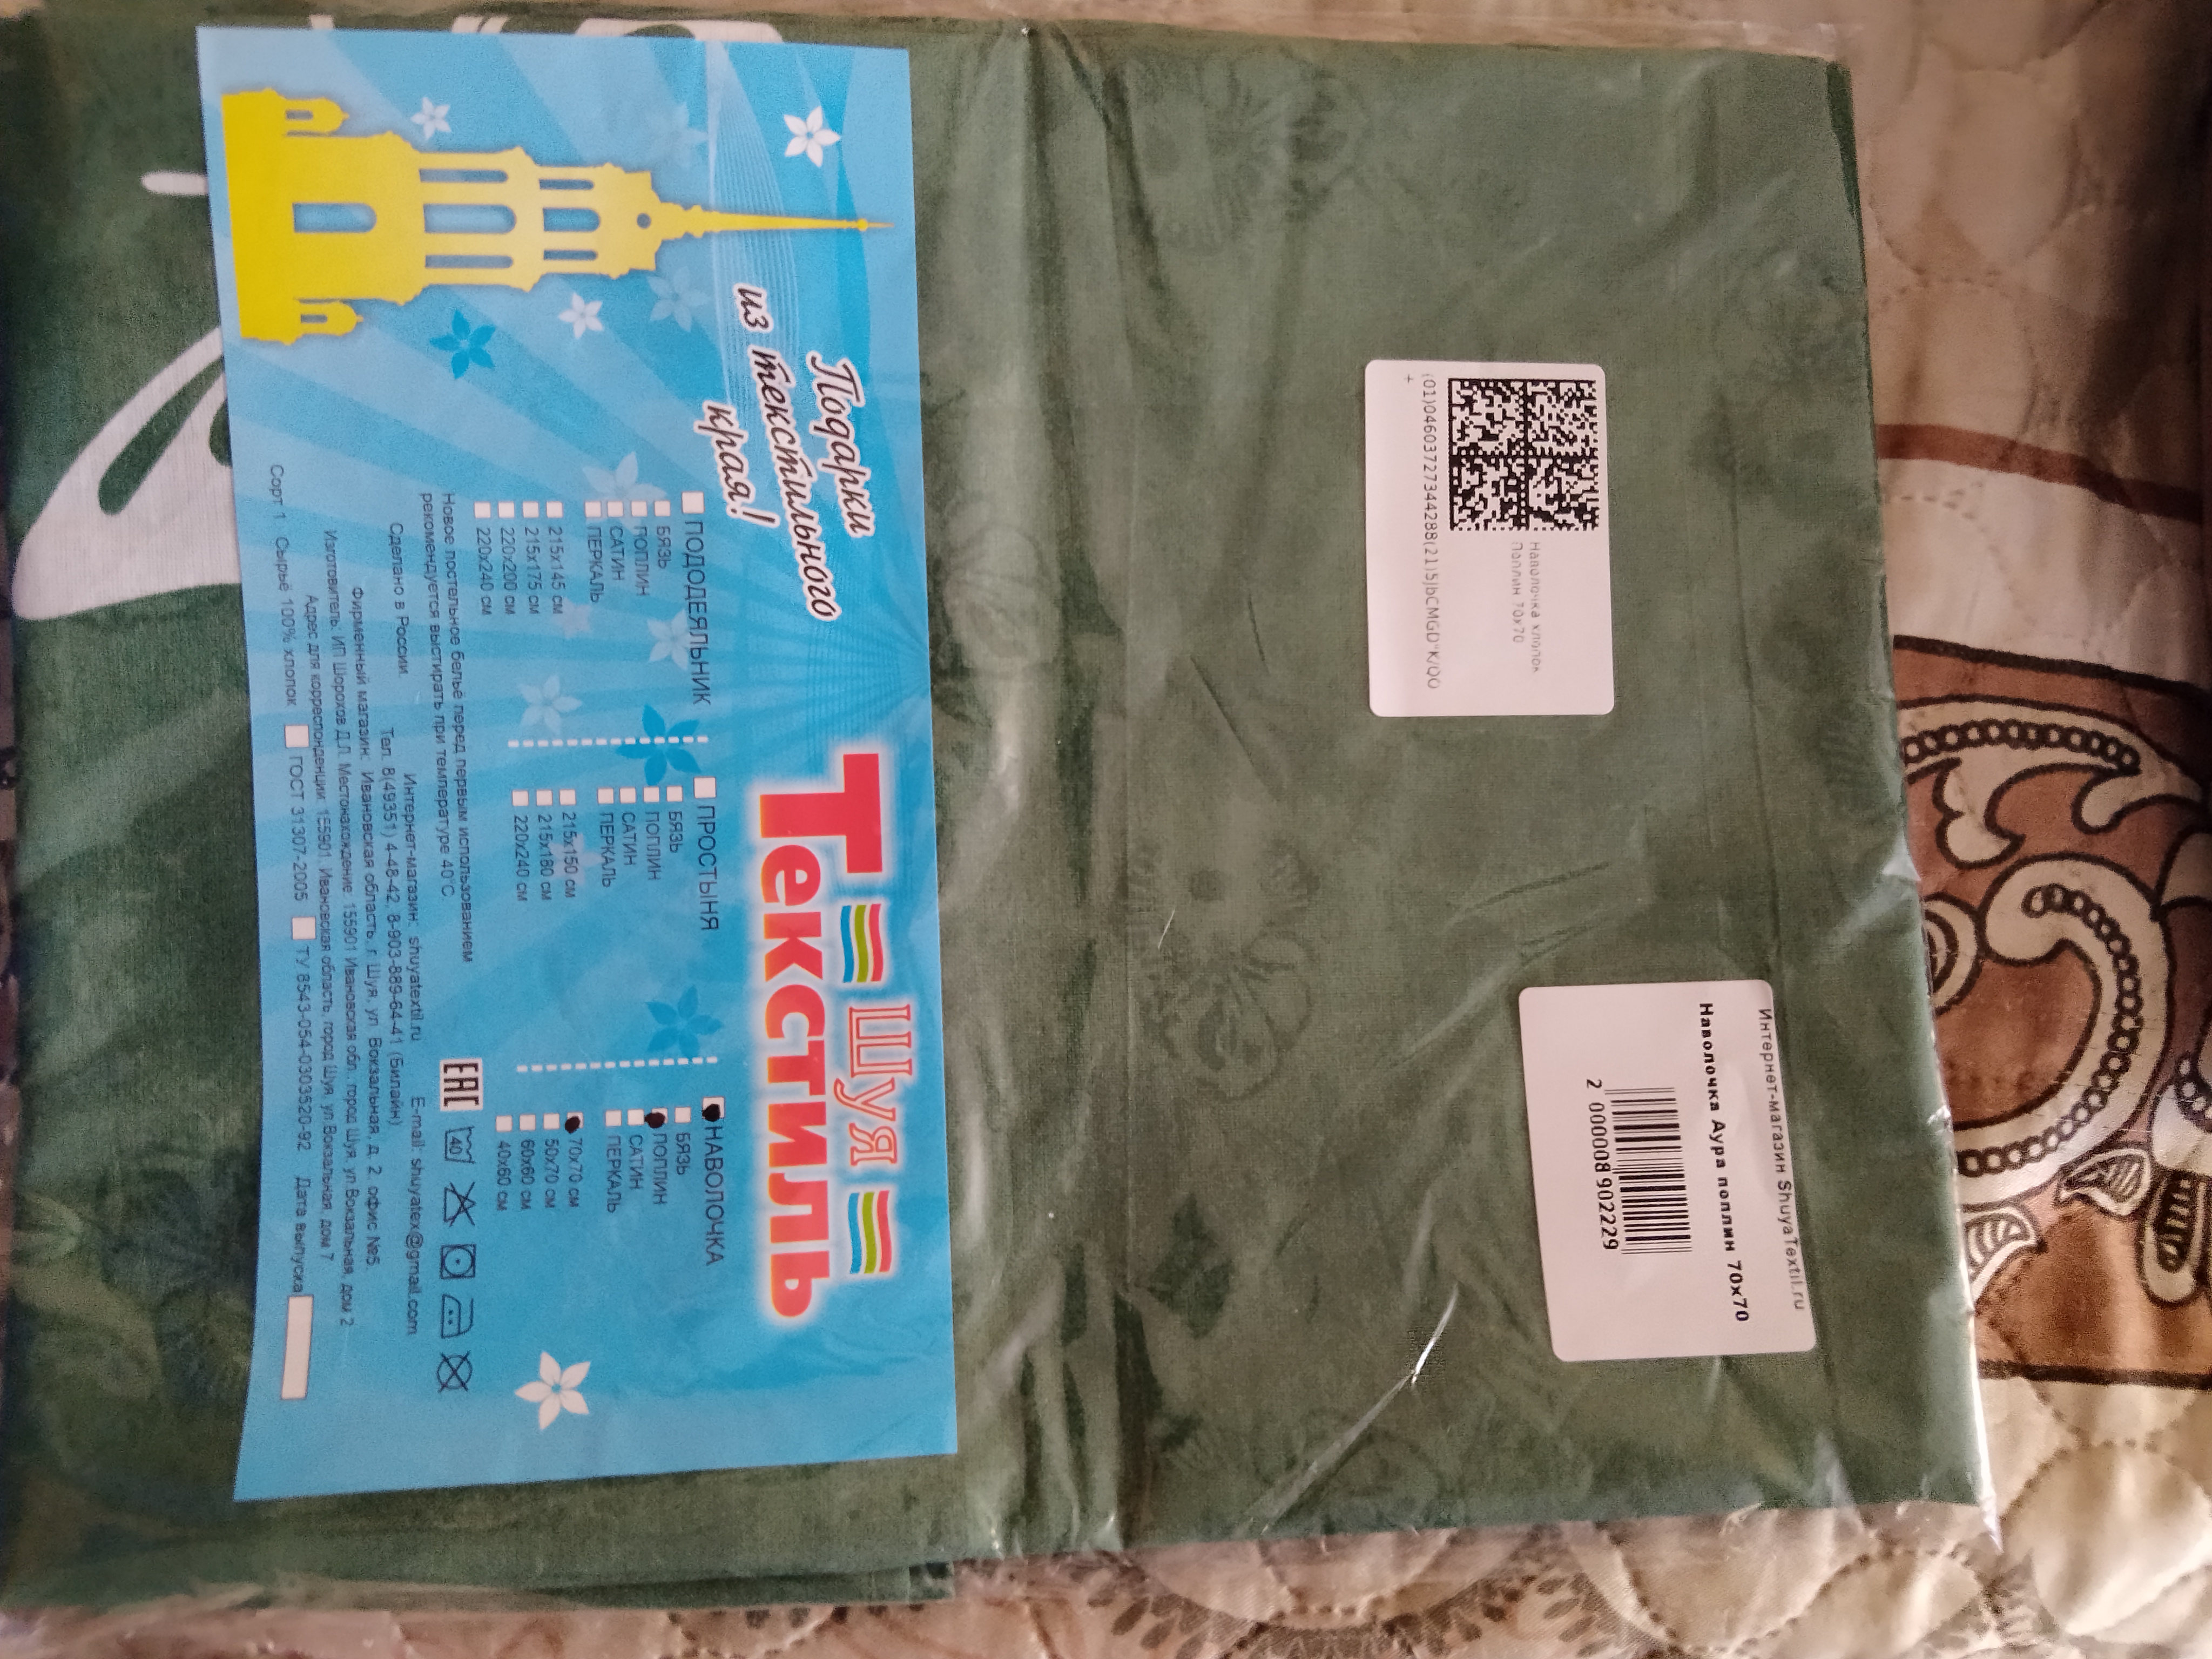 Подарки
из текстильного
края!
Шуя
Текстиль
ПОДОДЕЯЛЬНИК
БЯЗЬ
ПОПЛИН
САТИН
ПЕРКАЛЬ
215х145 см
215х175 см
220х200 см
220х240 см
ПРОСТЫНЯ
БЯЗЬ
ПОПЛИН
САТИН
ПЕРКАЛЬ
215х150 см
215х180 см
220х240 см
НАВОЛОЧКА
БЯЗЬ
ПОПЛИН
САТИН
ПЕРКАЛЬ
70х70 см
50х70 см
60х60 см
40х60 см
Новое постельное бельё перед первым использованием
рекомендуется выстирать при температуре 40°С.
EAC
40
Интернет-магазин: shuyatextil.ru E-mail: shuyatex@gmail.com
Сделано в России. Тел. 8(49351) 4-48-42, 8-903-889-64-41 (Билайн)
Фирменный магазин: Ивановская область, г. Шуя, ул. Вокзальная, д. 2, офис №5.
Изготовитель: ИП Шорохов Д.Л. Местонахождение: 155901 Ивановская обл., город Шуя, ул.Вокзальная, дом 2
Адрес для корреспонденции: 155901, Ивановская область, город Шуя, ул.Вокзальная, дом 7
Сорт 1 Сырьё 100% хлопок ГОСТ 31307-2005 ТУ 8543-054-0303520-92 Дата выпуска
Наволочка хлопок
Поплин 70х70
(01)04603727344288(21)5JbCMGD"K/QO
+
Интернет-магазин ShuyaTextil.ru
Наволочка Аура поплин 70х70
2 000008 902229